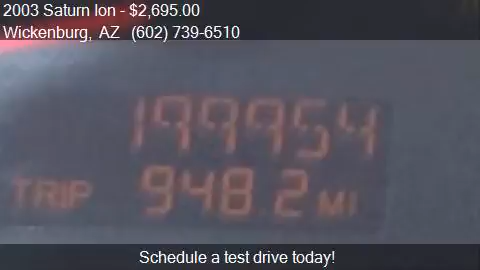 2003 Saturn Ion - $2,695.00
Wickenburg, AZ (602) 739-6510
199954
TRIP 948.2 MI
Schedule a test drive today!